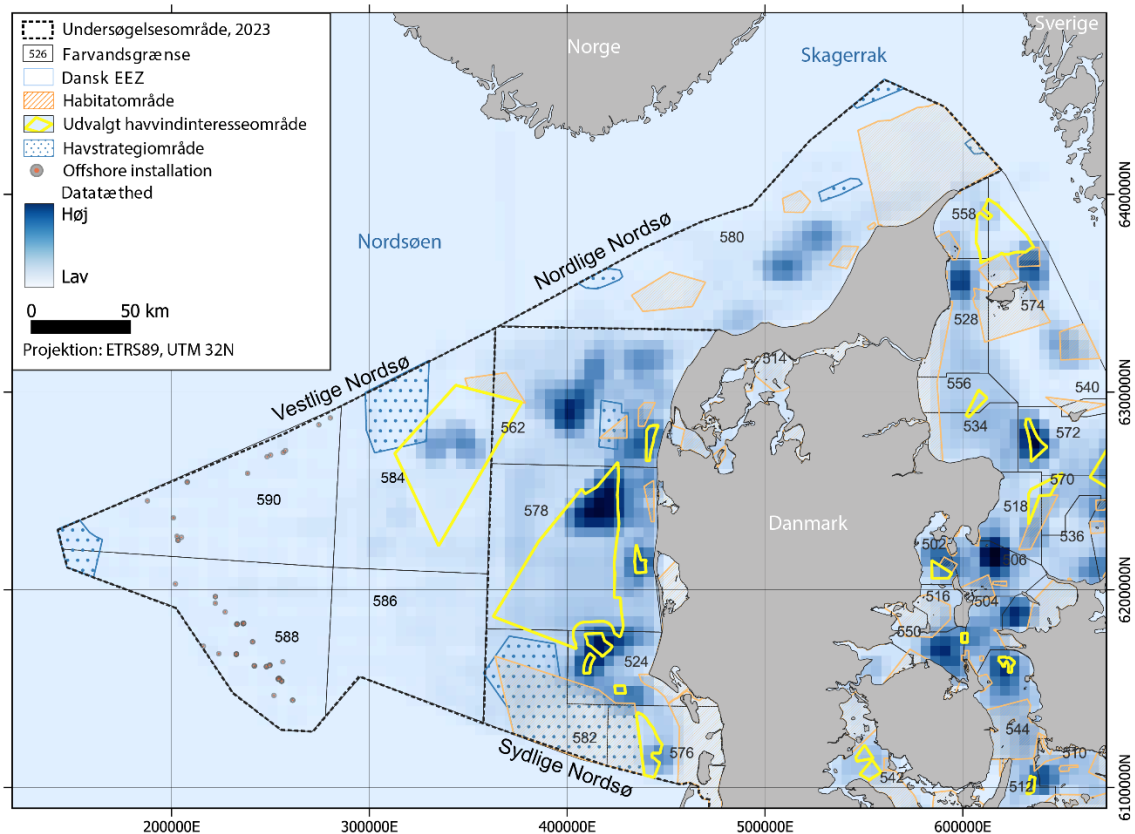 Undersøgelsesområde, 2023
526 Farvandsgrænse
Dansk EEZ
Habitatområde
Udvalgt havvindinteresseområde
Havstrategiområde
Offshore installation
Datatæthed
Høj
Lav
0 50 km
Projektion: ETRS89, UTM 32N
Norge
Sverige
Skagerrak
Nordsøen
Nordlige Nordsø
Vestlige Nordsø
Sydlige Nordsø
Danmark
580
558
574
528
514
556
540
534
572
562
584
590
578
570
518
536
502
506
586
516
504
588
550
524
582
576
544
510
542
512
200000E
300000E
400000E
500000E
600000E
6400000N
6300000N
6200000N
6100000N